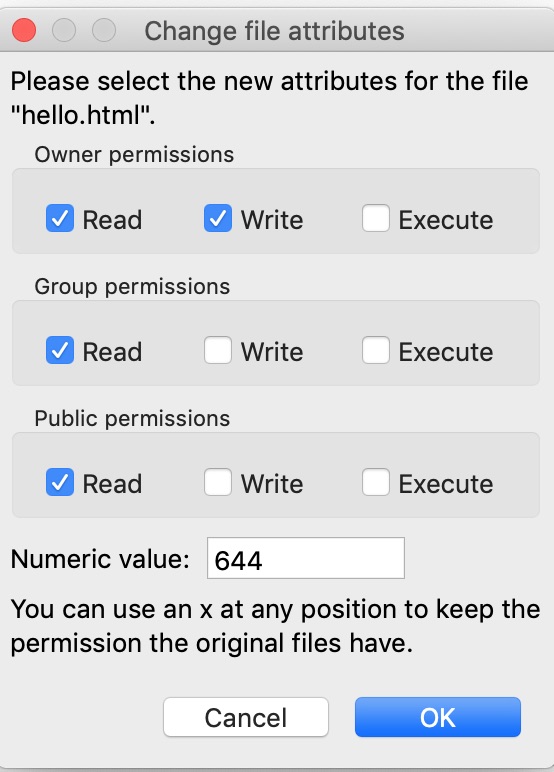 Change file attributes
Please select the new attributes for the file
"hello.html".
Owner permissions
Read Write Execute
Group permissions
Read Write Execute
Public permissions
Read Write Execute
Numeric value: 644
You can use an x at any position to keep the
permission the original files have.
Cancel OK